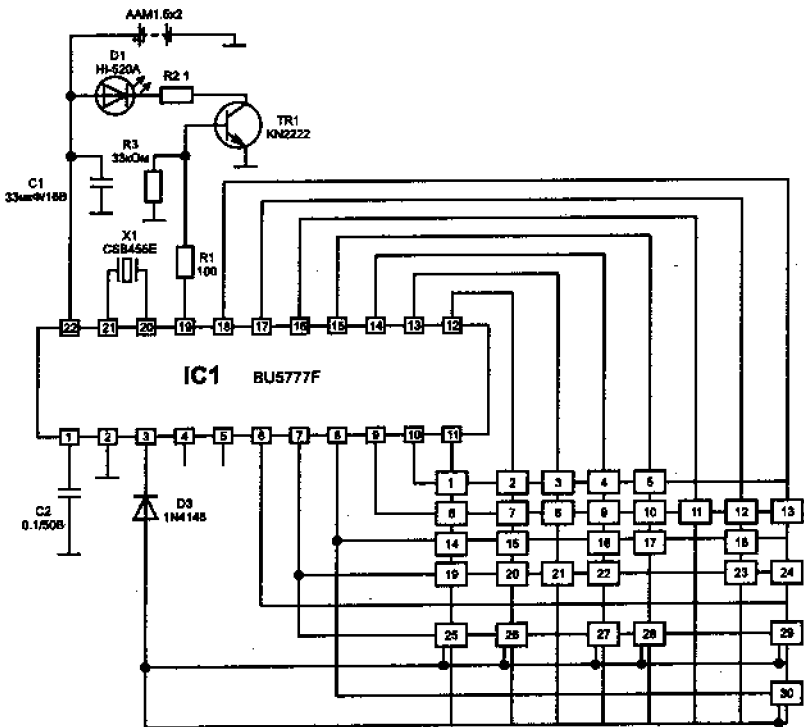 AAM1.5x2
D1
HI-520A
R2 1
TR1
KN2222
R3
33кОм
C1
33мкФ/16В
X1
CSB455E
R1
100
22 21 20 19 18 17 16 15 14 13 12
IC1 BU5777F
1 2 3 4 5 6 7 8 9 10 11
C2
0.1/50В
D3
1N4148
1 2 3 4 5
6 7 8 9 10 11 12 13
14 15 16 17 18
19 20 21 22 23 24
25 26 27 28 29
30